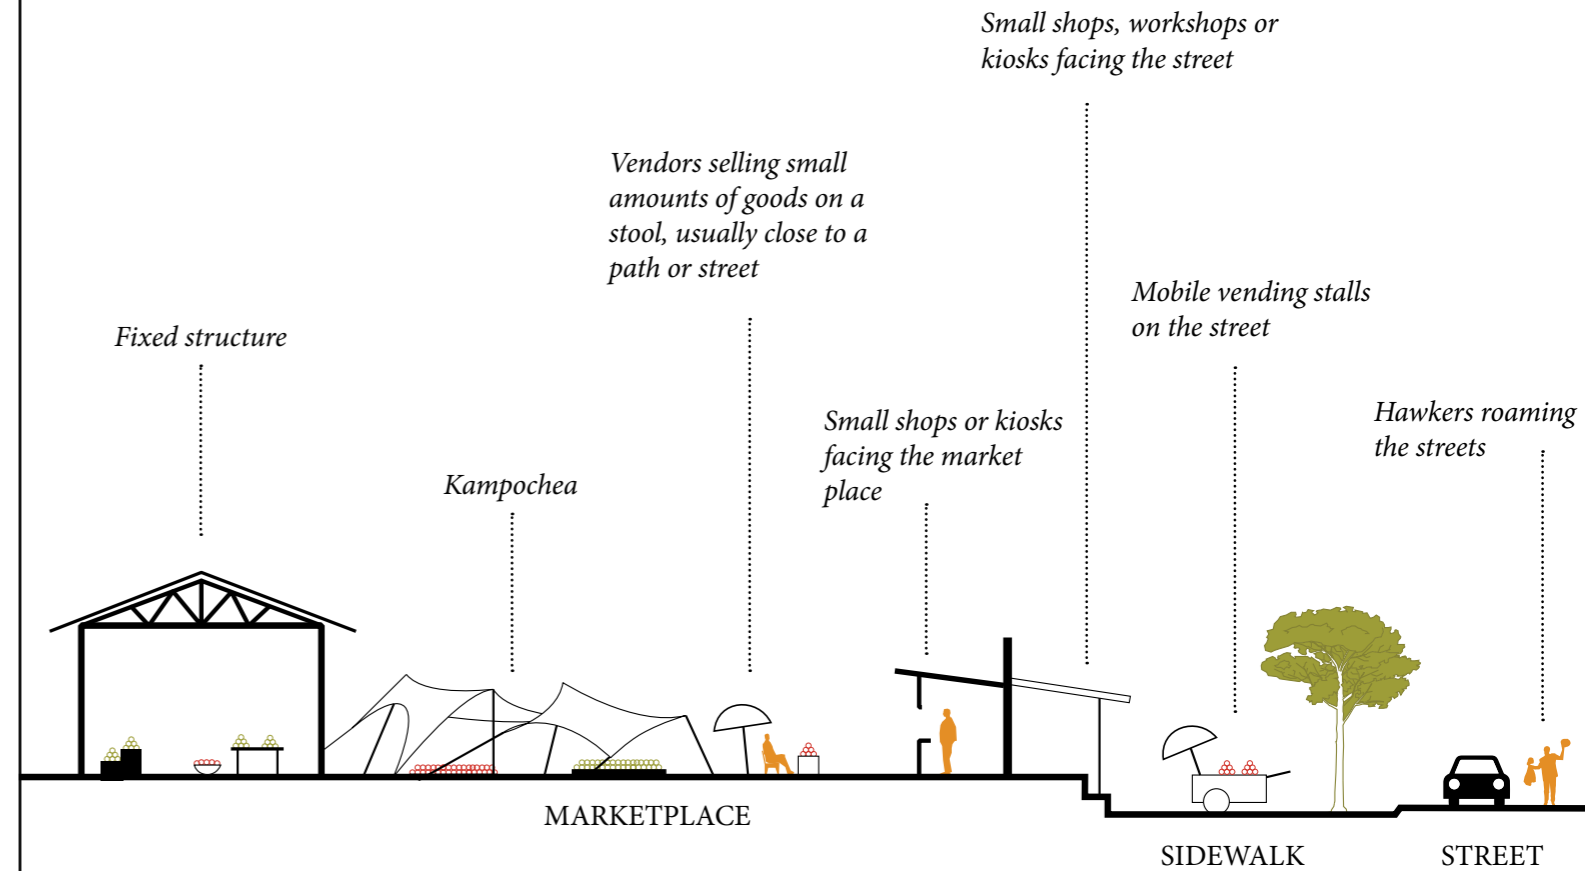 Small shops, workshops or
kiosks facing the street
Vendors selling small
amounts of goods on a
stool, usually close to a
path or street
Mobile vending stalls
on the street
Fixed structure
Hawkers roaming
the streets
Small shops or kiosks
facing the market
place
Kampochea
MARKETPLACE
SIDEWALK
STREET